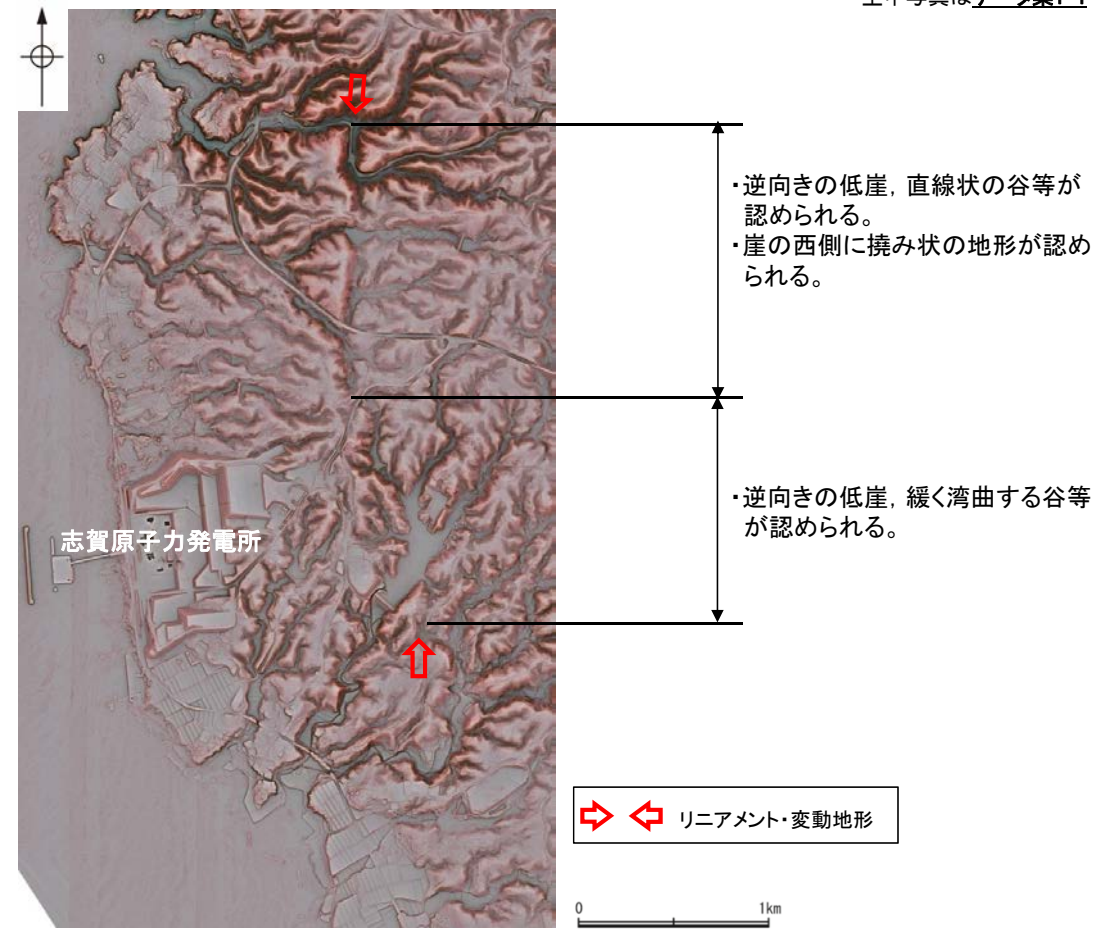 ・逆向きの低崖，直線状の谷等が
認められる。
・崖の西側に撓み状の地形が認め
られる。
・逆向きの低崖，緩く湾曲する谷等
が認められる。
志賀原子力発電所
リニアメント・変動地形
0 1km